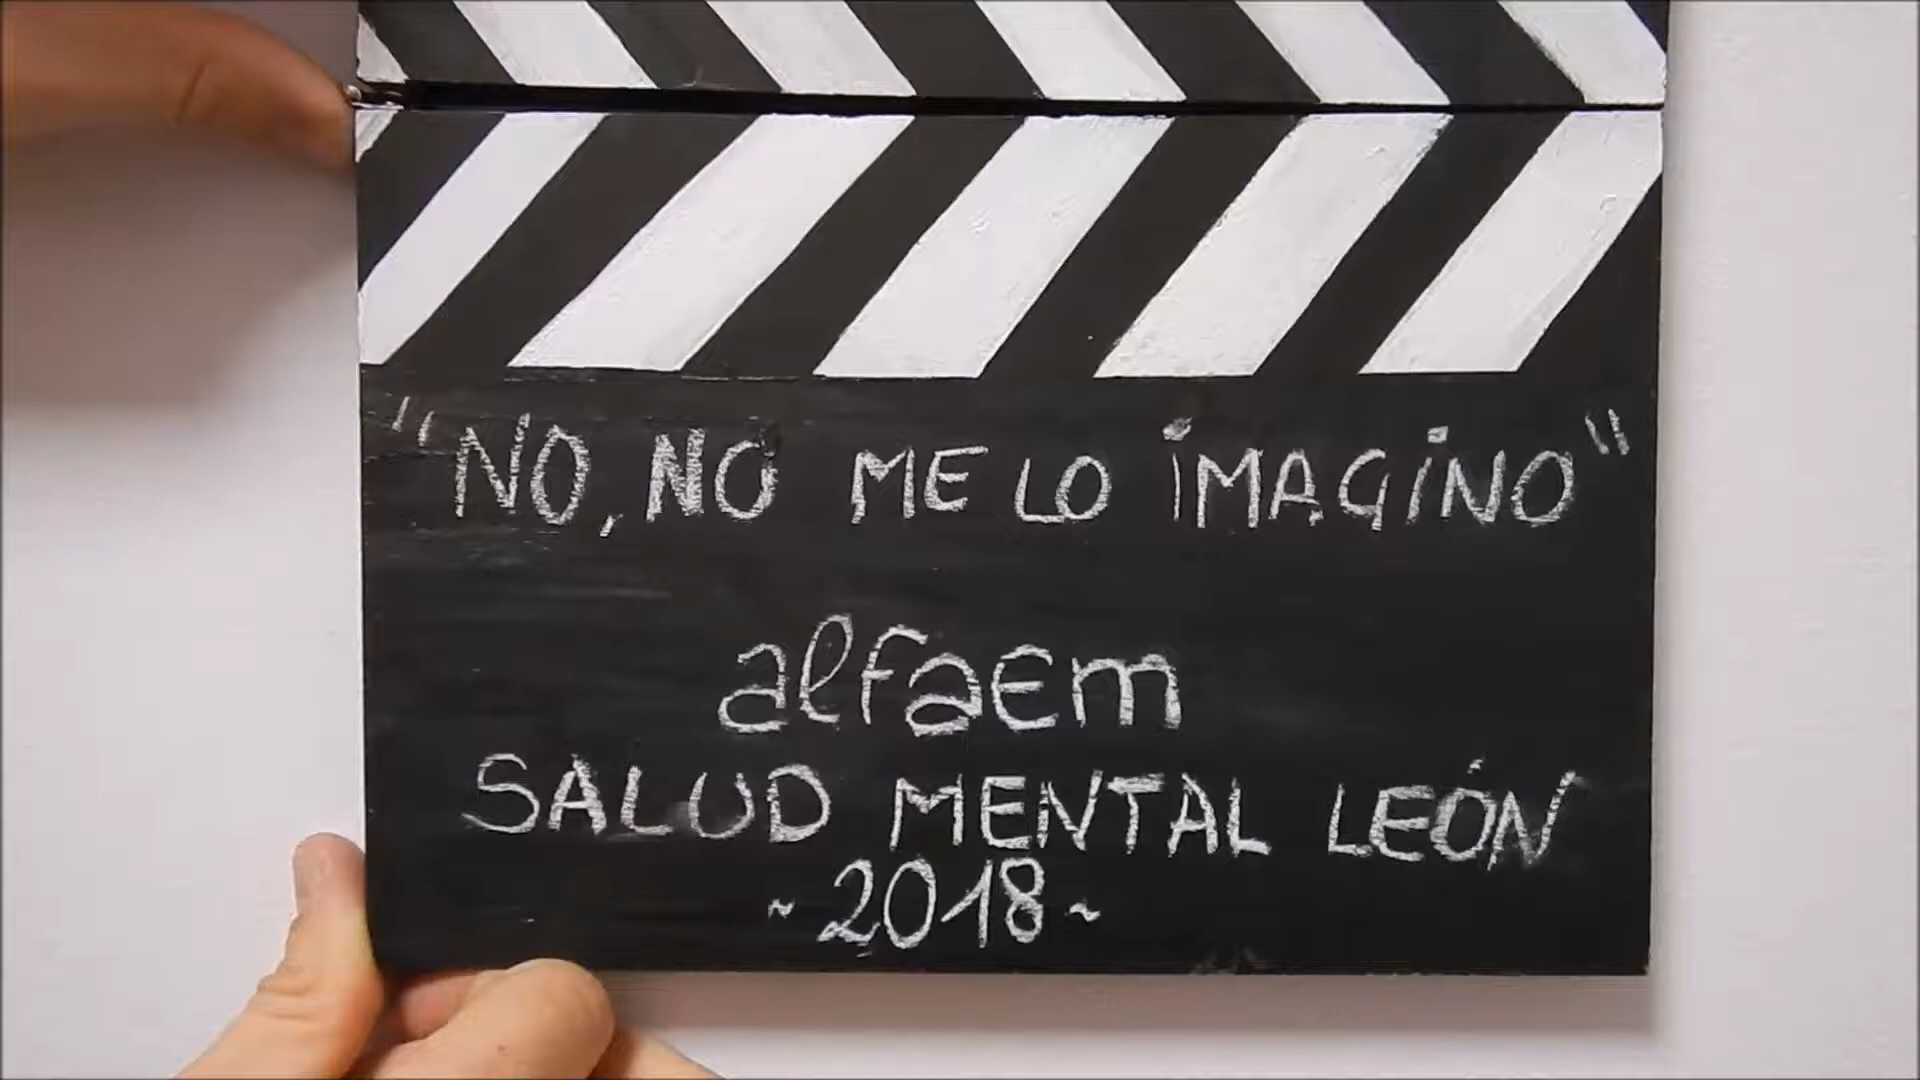 "NO, NO ME LO IMAGINO"
alfaem
SALUD MENTAL LEÓN
~2018~